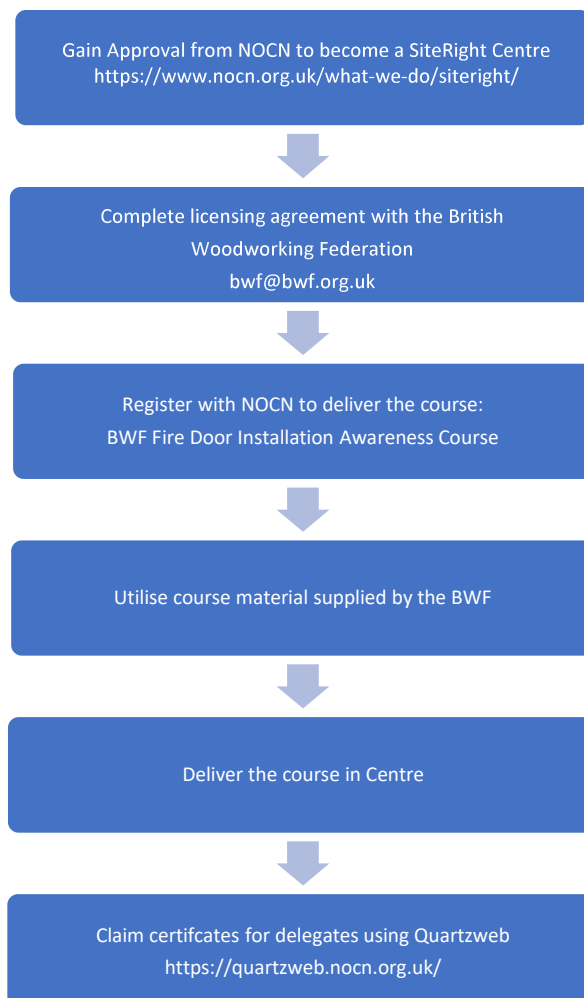 Gain Approval from NOCN to become a SiteRight Centre
https://www.nocn.org.uk/what-we-do/siteright/
Complete licensing agreement with the British
Woodworking Federation
bwf@bwf.org.uk
Register with NOCN to deliver the course:
BWF Fire Door Installation Awareness Course
Utilise course material supplied by the BWF
Deliver the course in Centre
Claim certifcates for delegates using Quartzweb
https://quartzweb.nocn.org.uk/